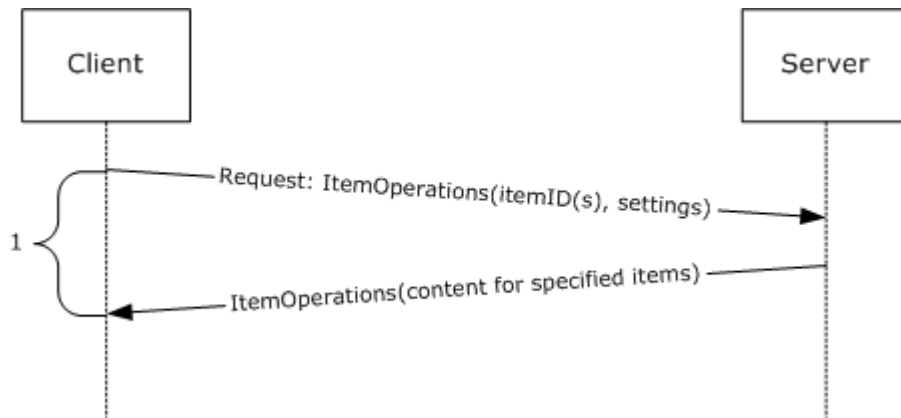 Client
Server
Request: ItemOperations(itemID(s), settings)
1
ItemOperations(content for specified items)